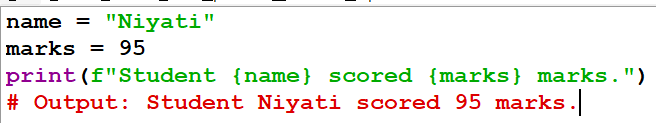 name = "Niyati"
marks = 95
print(f"Student {name} scored {marks} marks.")
# Output: Student Niyati scored 95 marks.